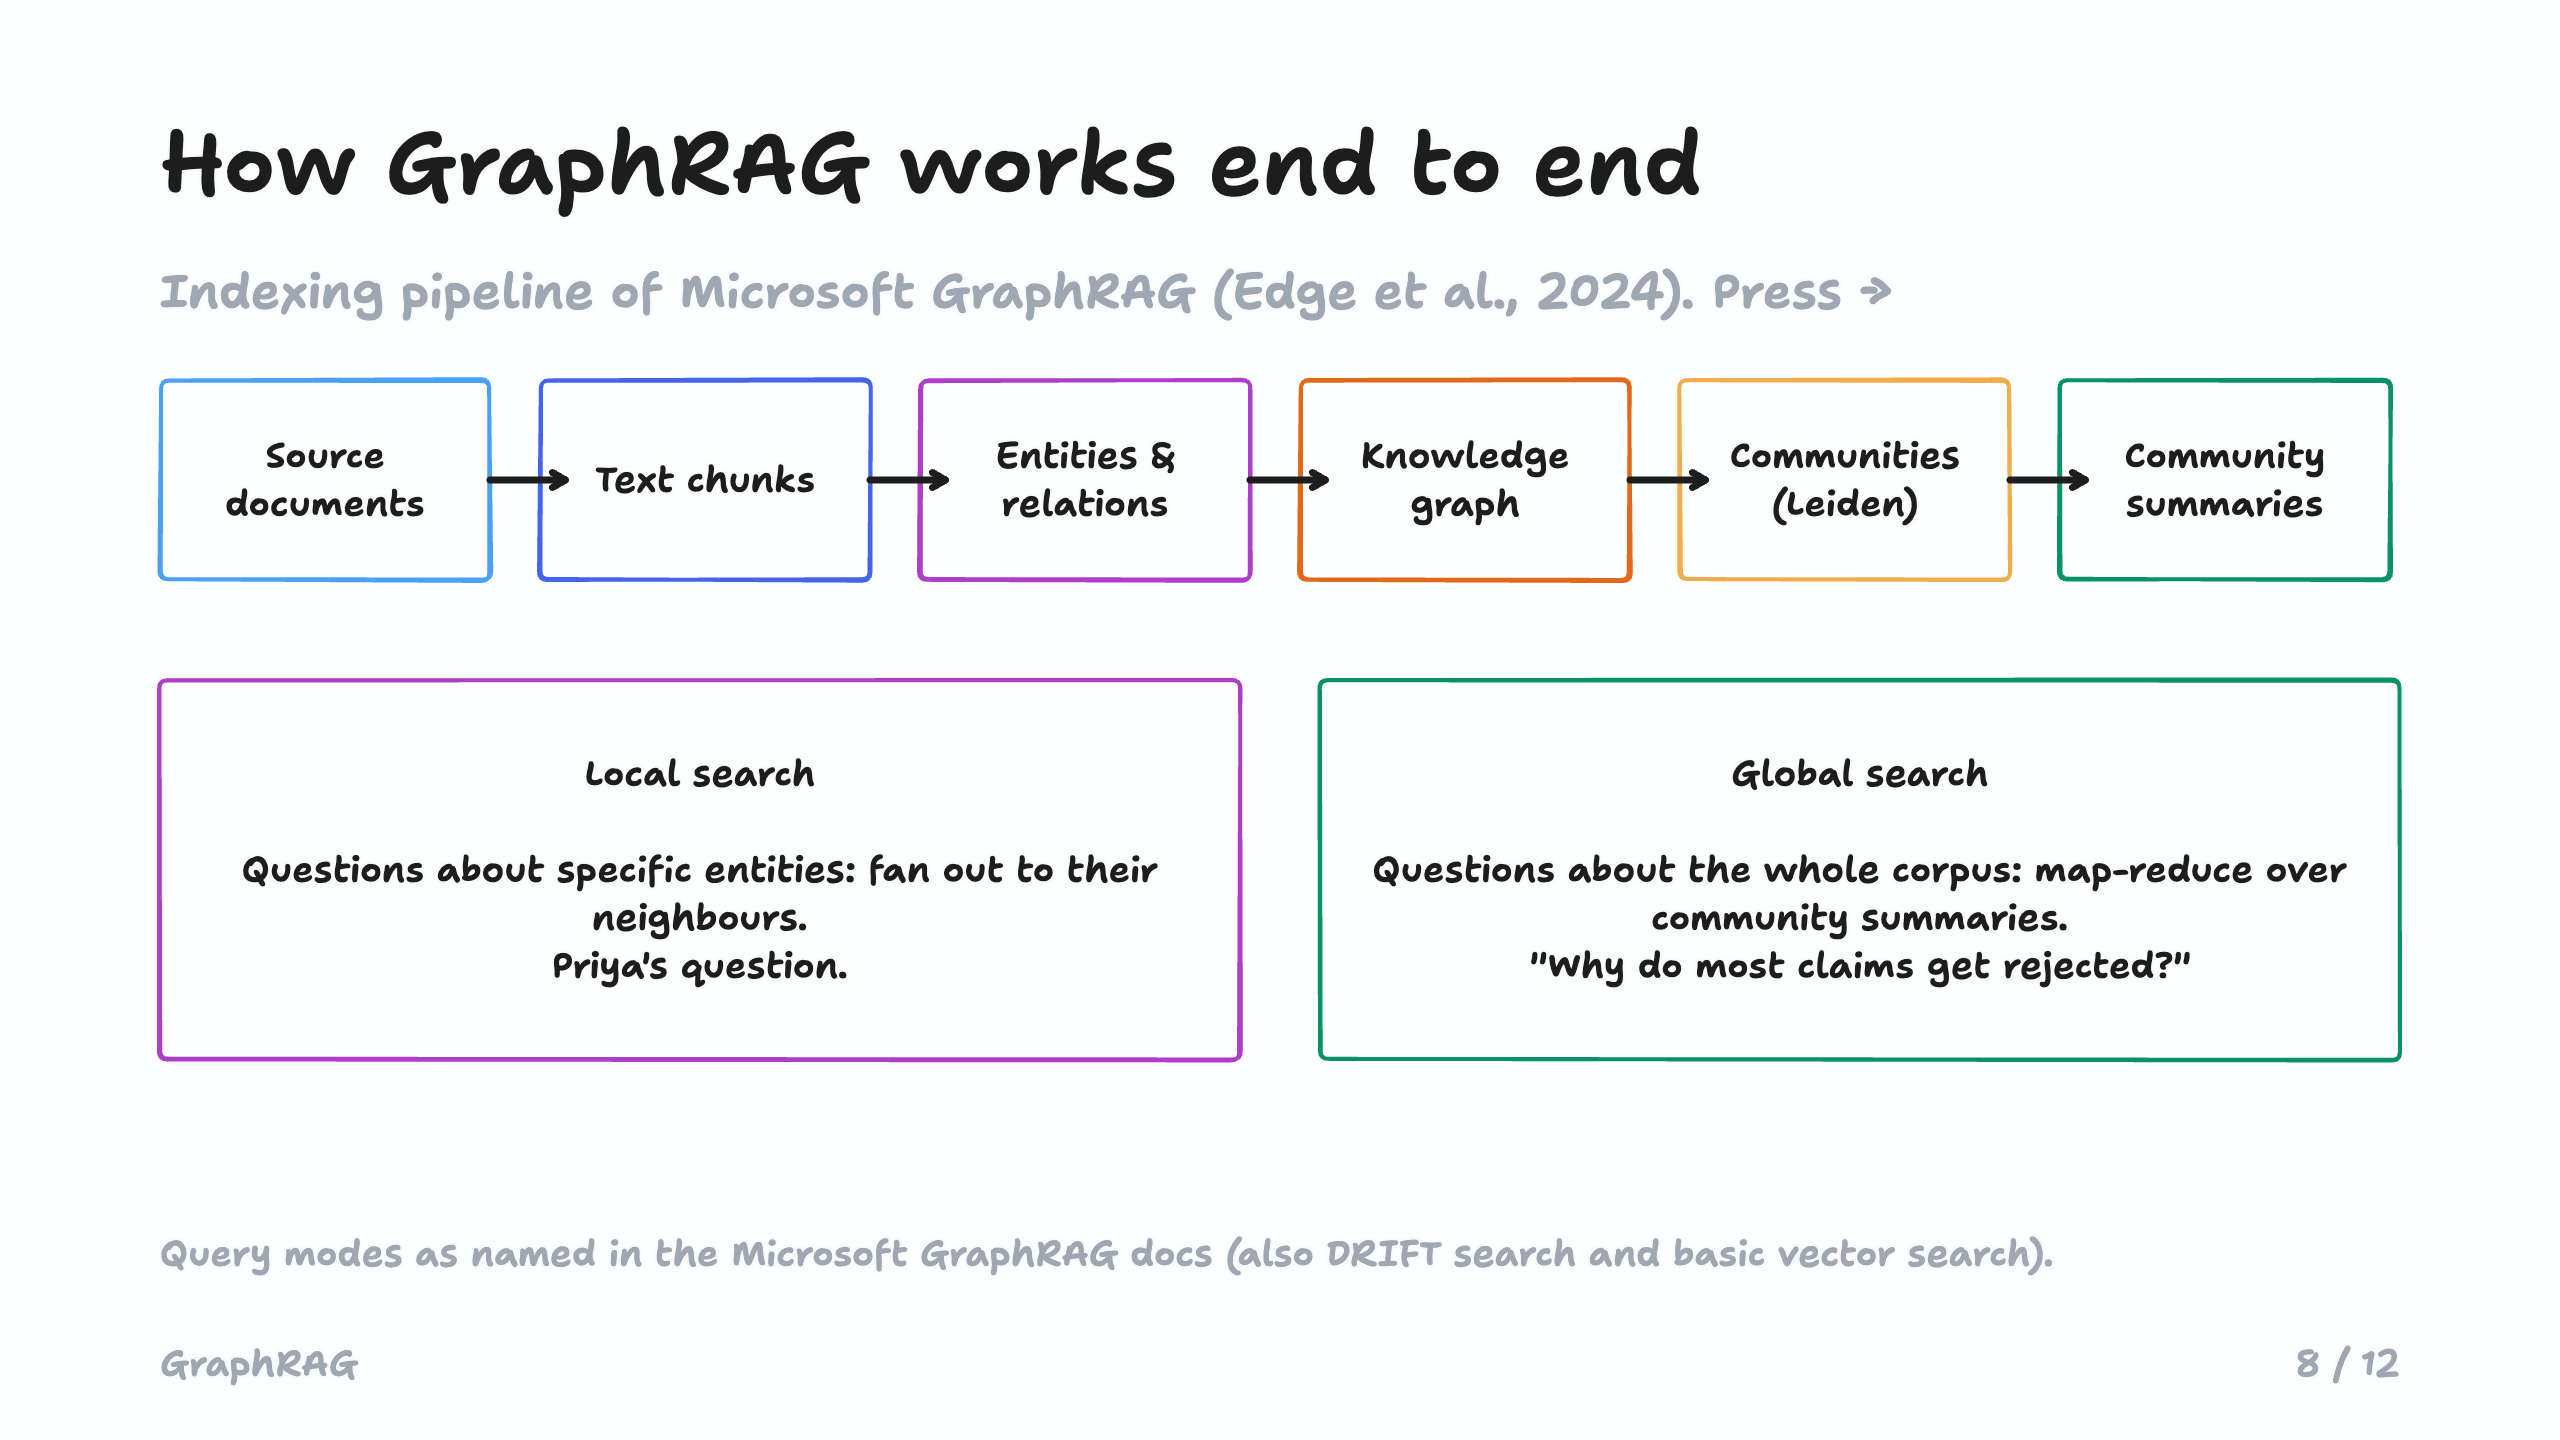 How GraphRAG works end to end
Indexing pipeline of Microsoft GraphRAG (Edge et al., 2024). Press →
Source
documents
Text chunks
Entities &
relations
Knowledge
graph
Communities
(Leiden)
Community
summaries
Local search
Questions about specific entities: fan out to their
neighbours.
Priya's question.
Global search
Questions about the whole corpus: map-reduce over
community summaries.
"Why do most claims get rejected?"
Query modes as named in the Microsoft GraphRAG docs (also DRIFT search and basic vector search).
GraphRAG
8 / 12